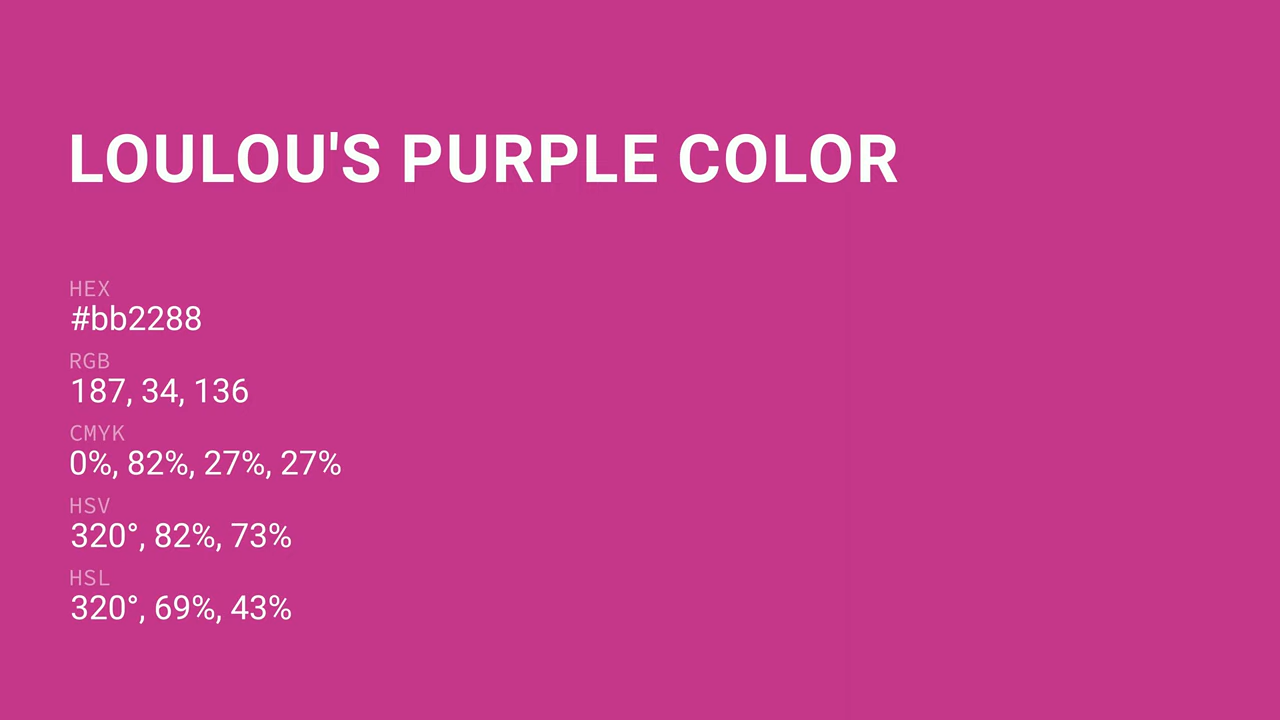 LOULOU'S PURPLE COLOR
HEX
#bb2288
RGB
187, 34, 136
CMYK
0%, 82%, 27%, 27%
HSV
320°, 82%, 73%
HSL
320°, 69%, 43%